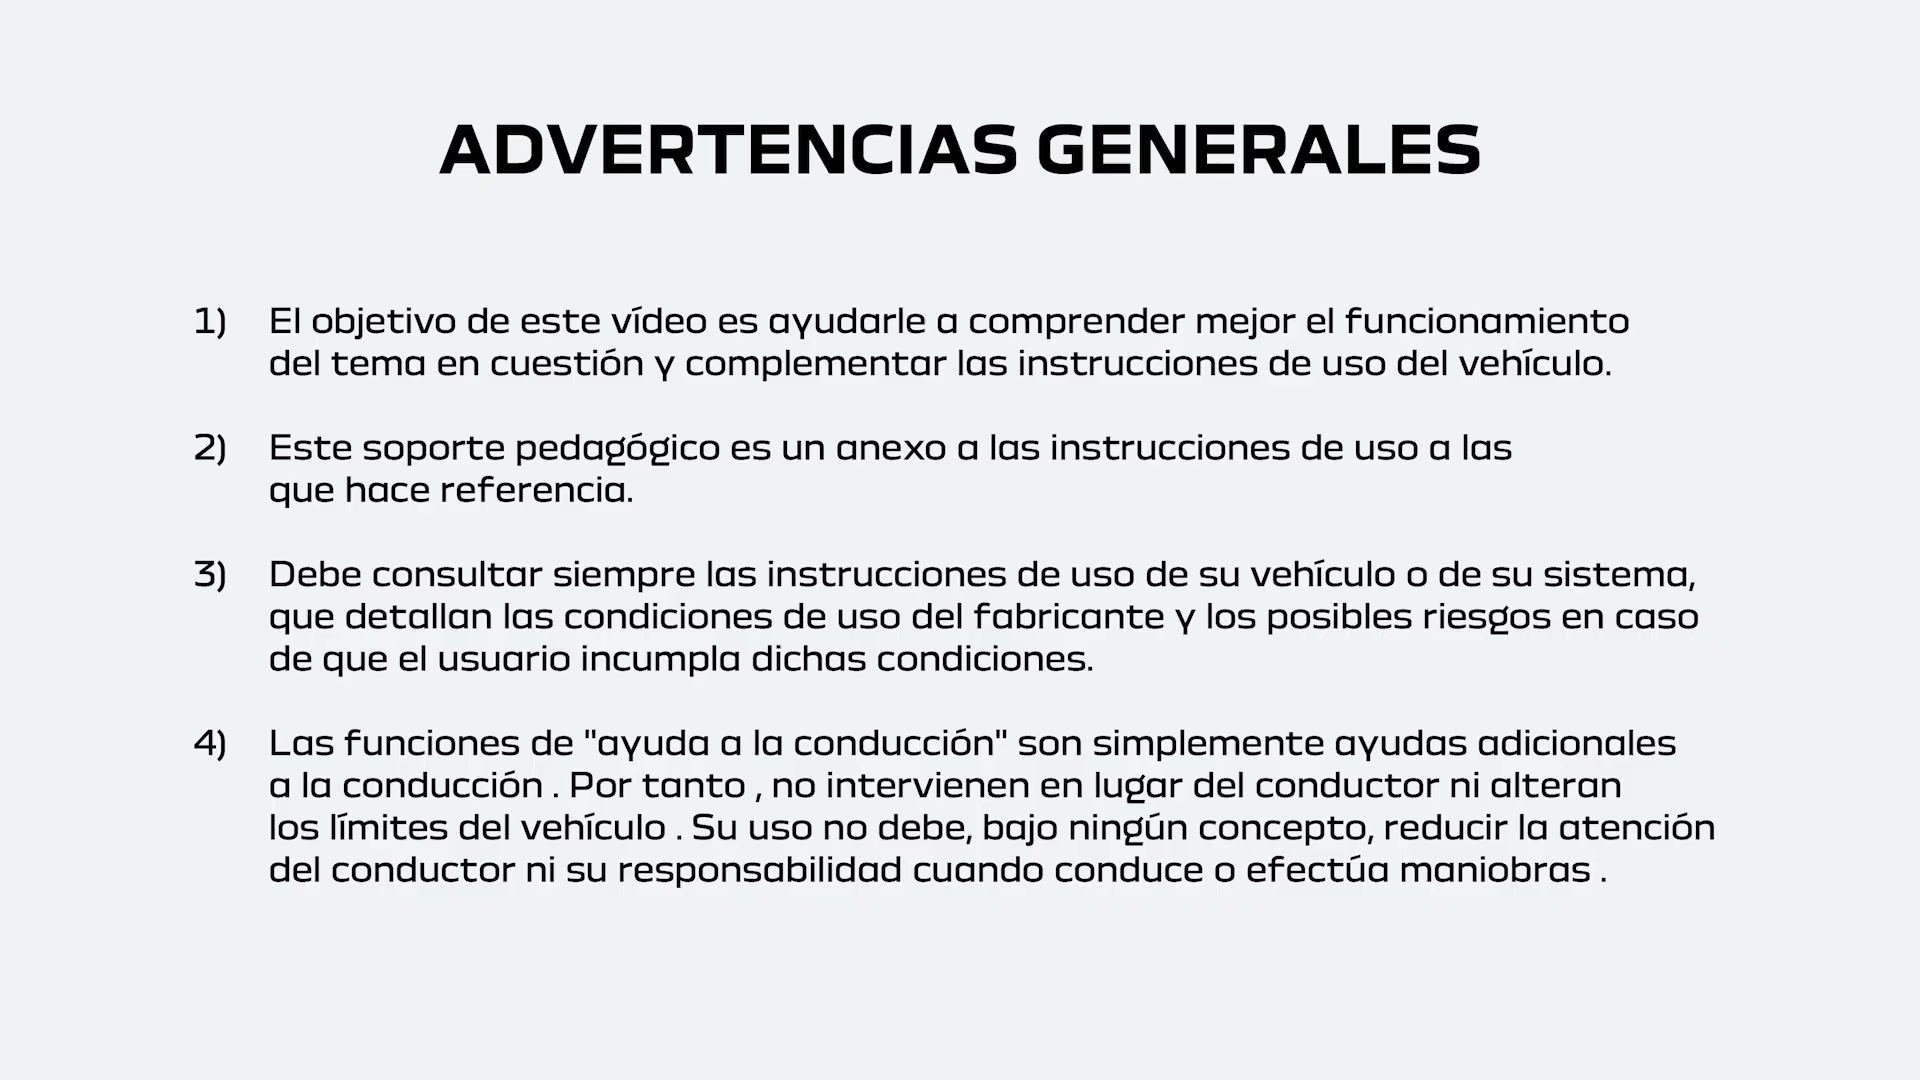 ADVERTENCIAS GENERALES
1) El objetivo de este vídeo es ayudarle a comprender mejor el funcionamiento
del tema en cuestión y complementar las instrucciones de uso del vehículo.
2) Este soporte pedagógico es un anexo a las instrucciones de uso a las
que hace referencia.
3) Debe consultar siempre las instrucciones de uso de su vehículo o de su sistema,
que detallan las condiciones de uso del fabricante y los posibles riesgos en caso
de que el usuario incumpla dichas condiciones.
4) Las funciones de "ayuda a la conducción" son simplemente ayudas adicionales
a la conducción . Por tanto , no intervienen en lugar del conductor ni alteran
los límites del vehículo . Su uso no debe, bajo ningún concepto, reducir la atención
del conductor ni su responsabilidad cuando conduce o efectúa maniobras .